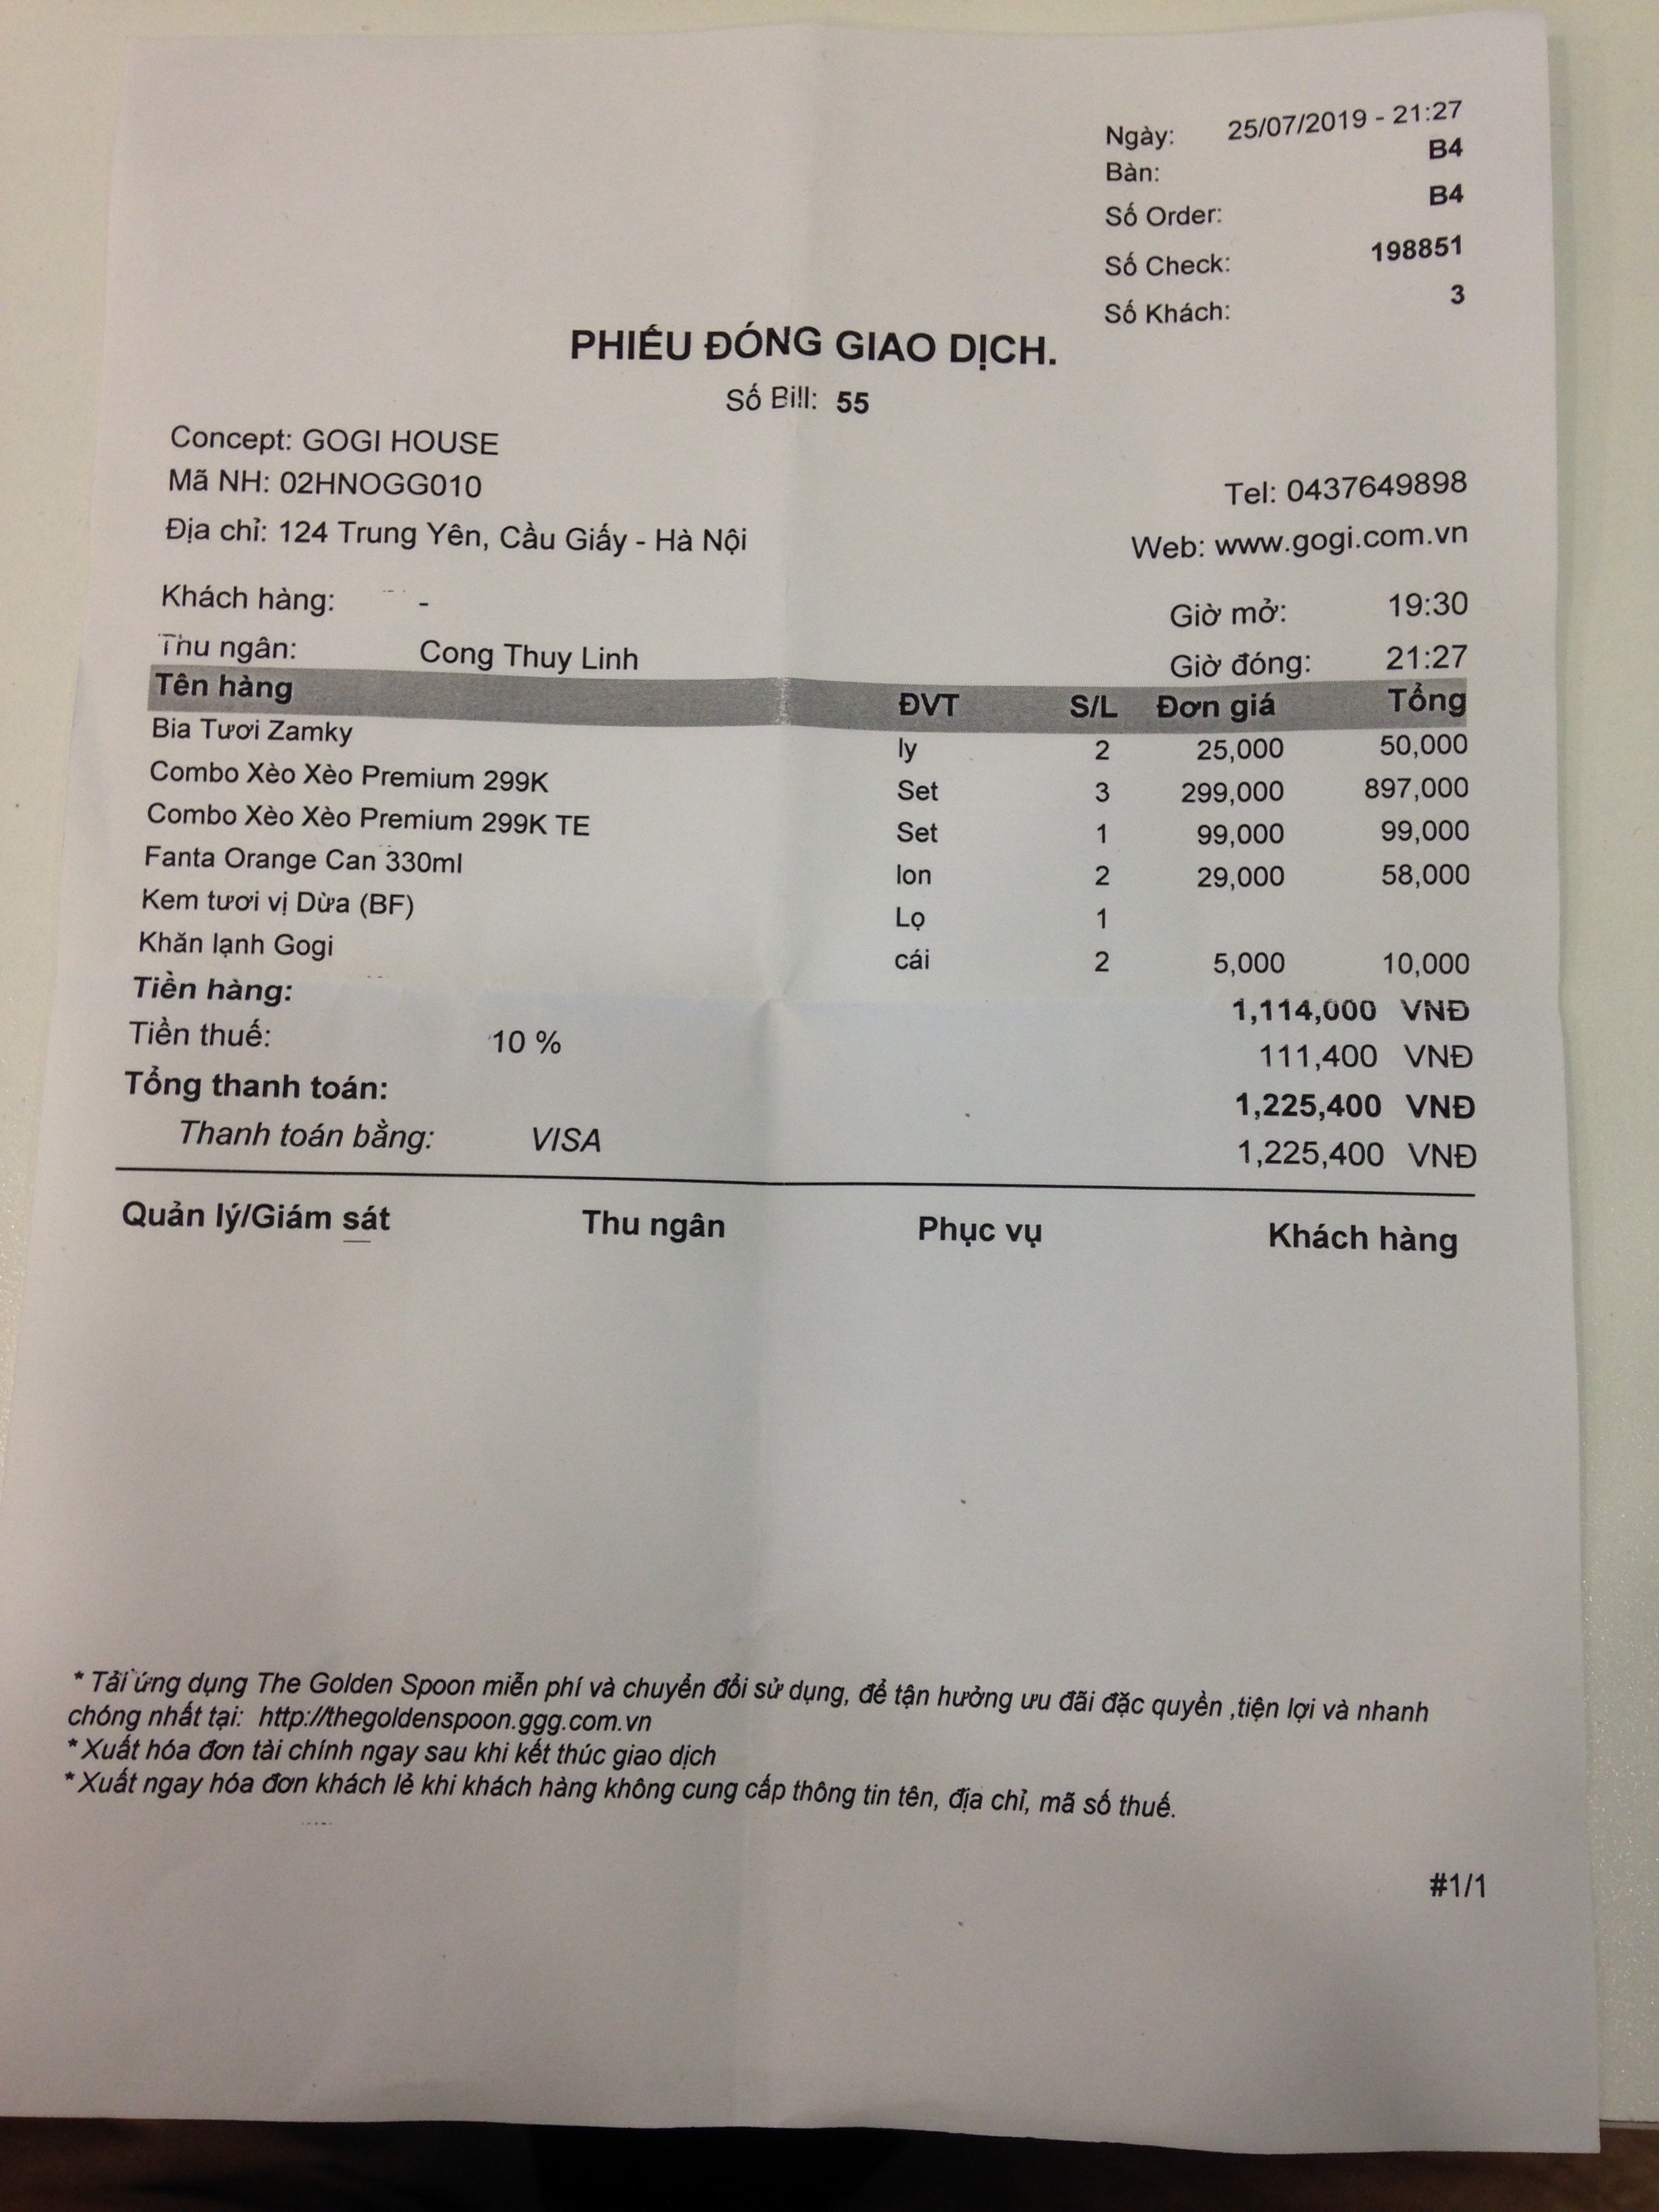 Ngày: 25/07/2019 - 21:27
Bàn: B4
Số Order: B4
Số Check: 198851
Số Khách: 3
PHIẾU ĐÓNG GIAO DỊCH.
Số Bill: 55
Concept: GOGI HOUSE
Mã NH: 02HNOGG010 Tel: 0437649898
Địa chỉ: 124 Trung Yên, Cầu Giấy - Hà Nội Web: www.gogi.com.vn
Khách hàng: - Giờ mở: 19:30
Thu ngân: Cong Thuy Linh Giờ đóng: 21:27
Tên hàng ĐVT S/L Đơn giá Tổng
Bia Tươi Zamky ly 2 25,000 50,000
Combo Xèo Xèo Premium 299K Set 3 299,000 897,000
Combo Xèo Xèo Premium 299K TE Set 1 99,000 99,000
Fanta Orange Can 330ml lon 2 29,000 58,000
Kem tươi vị Dừa (BF) Lọ 1
Khăn lạnh Gogi cái 2 5,000 10,000
Tiền hàng: 1,114,000 VNĐ
Tiền thuế: 10 % 111,400 VNĐ
Tổng thanh toán: 1,225,400 VNĐ
Thanh toán bằng: VISA 1,225,400 VNĐ
Quản lý/Giám sát Thu ngân Phục vụ Khách hàng
* Tải ứng dụng The Golden Spoon miễn phí và chuyển đổi sử dụng, để tận hưởng ưu đãi đặc quyền ,tiện lợi và nhanh
chóng nhất tại: http://thegoldenspoon.ggg.com.vn
* Xuất hóa đơn tài chính ngay sau khi kết thúc giao dịch
* Xuất ngay hóa đơn khách lẻ khi khách hàng không cung cấp thông tin tên, địa chỉ, mã số thuế.
#1/1